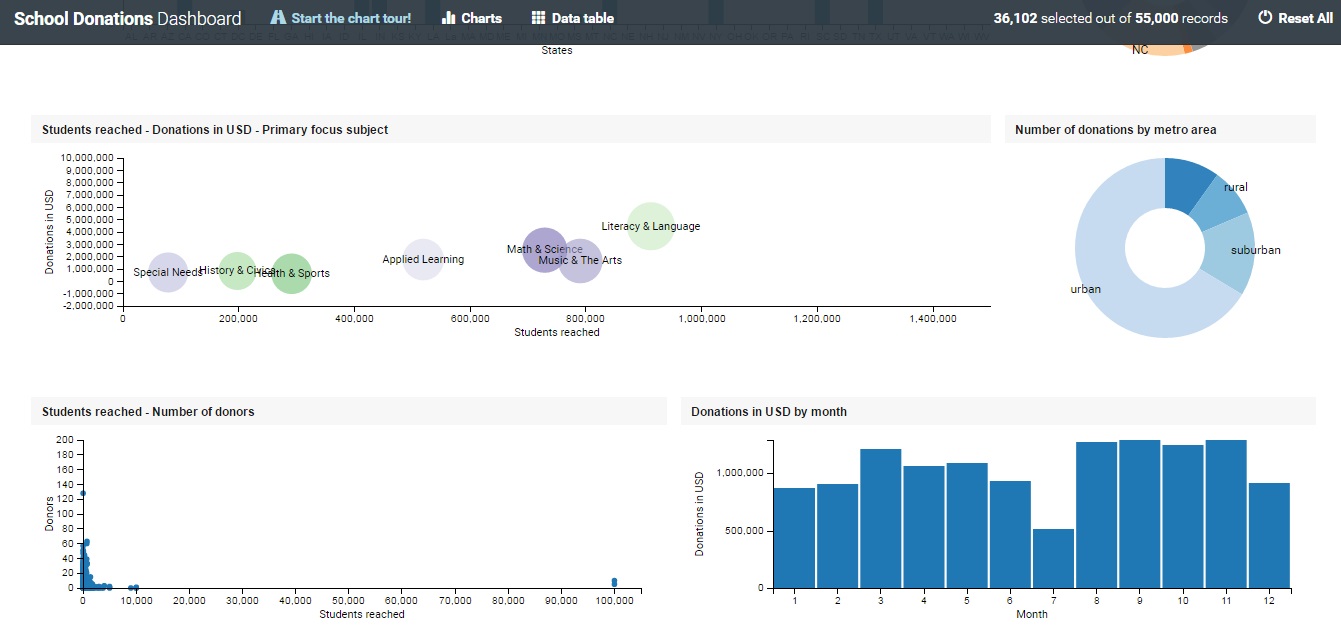 School Donations Dashboard Start the chart tour! Charts Data table 36,102 selected out of 55,000 records Reset All
States
NC
Students reached - Donations in USD - Primary focus subject
Number of donations by metro area
10,000,000
9,000,000
8,000,000
7,000,000
6,000,000
5,000,000
4,000,000
3,000,000
2,000,000
1,000,000
0
-1,000,000
-2,000,000
Donations in USD
Special Needs
History & Civics
Health & Sports
Applied Learning
Math & Science
Music & The Arts
Literacy & Language
0 200,000 400,000 600,000 800,000 1,000,000 1,200,000 1,400,000
Students reached
rural
suburban
urban
Students reached - Number of donors
Donations in USD by month
200
180
160
140
120
100
80
60
40
20
0
Donors
0 10,000 20,000 30,000 40,000 50,000 60,000 70,000 80,000 90,000 100,000
Students reached
1,000,000
500,000
0
Donations in USD
1 2 3 4 5 6 7 8 9 10 11 12
Month